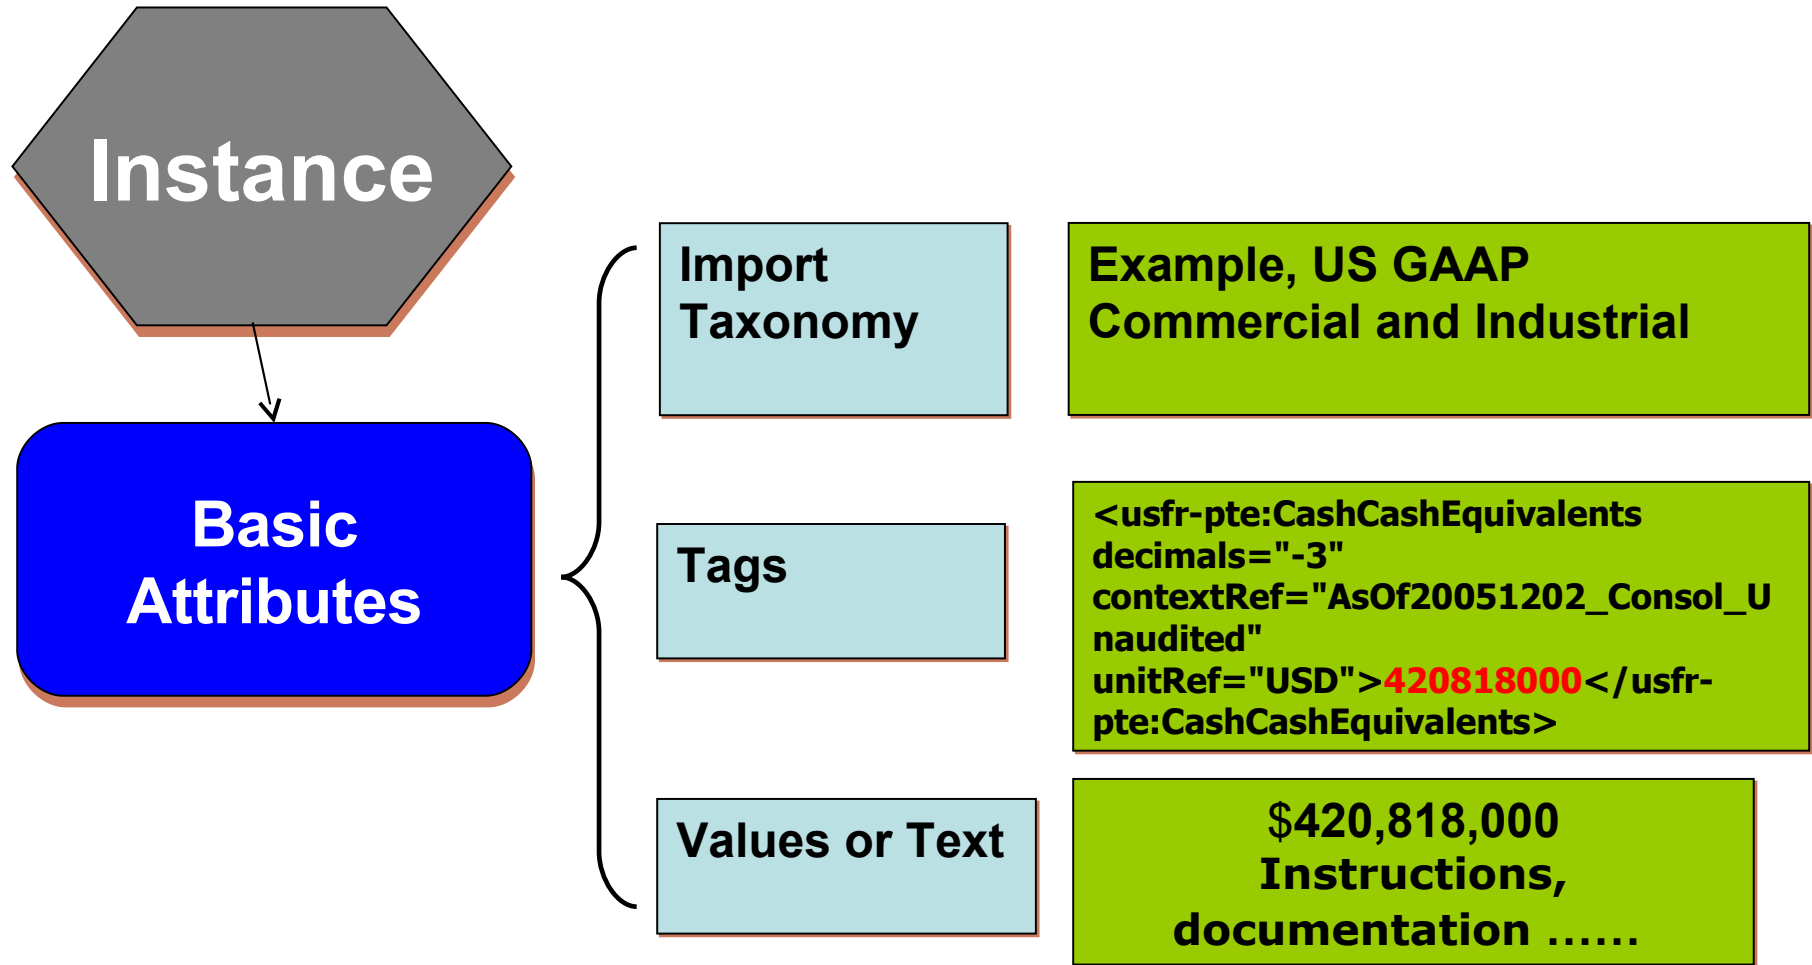 Instance
Basic
Attributes
Import
Taxonomy
Example, US GAAP
Commercial and Industrial
Tags
<usfr-pte:CashCashEquivalents
decimals="-3"
contextRef="AsOf20051202_Consol_U
naudited"
unitRef="USD">420818000</usfr-
pte:CashCashEquivalents>
Values or Text
$420,818,000
Instructions,
documentation ......